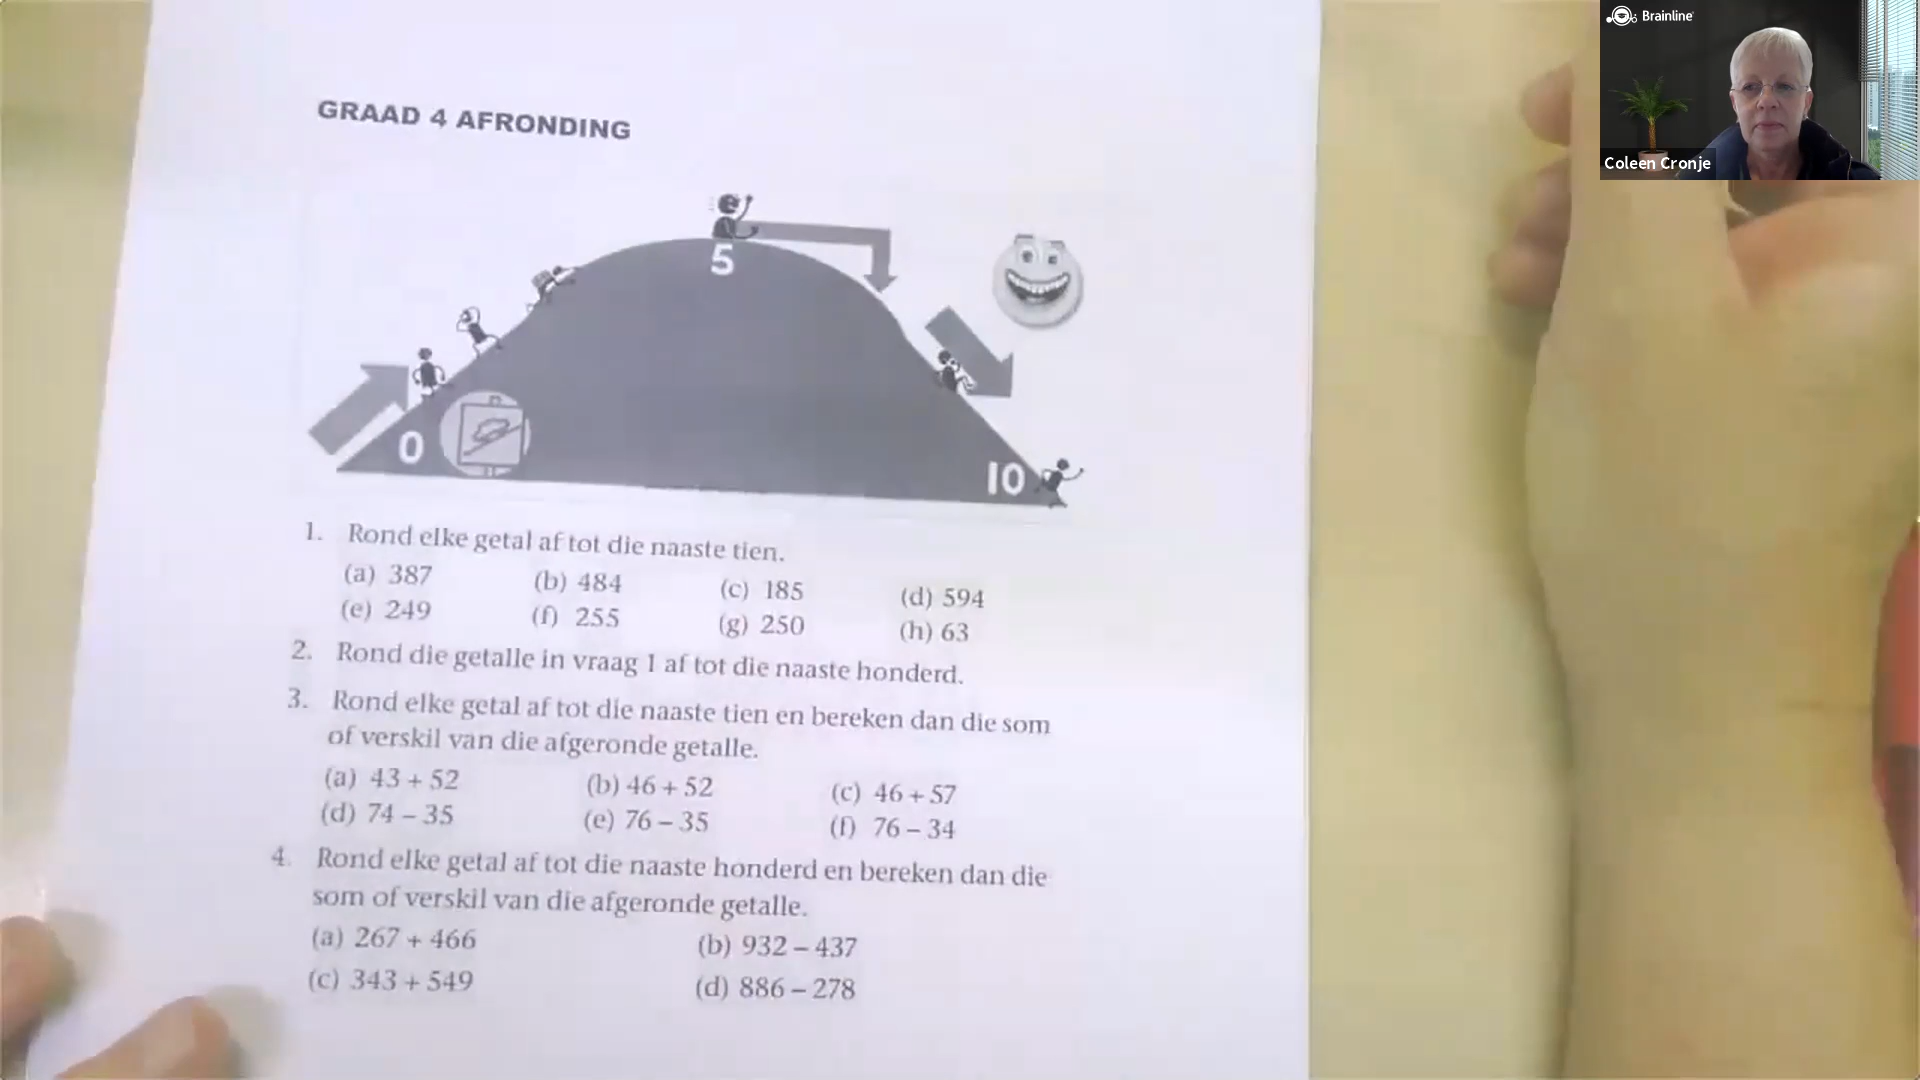 Brainline
Coleen Cronje
GRAAD 4 AFRONDING
5
0
10
1. Rond elke getal af tot die naaste tien.
(a) 387 (b) 484 (c) 185 (d) 594
(e) 249 (f) 255 (g) 250 (h) 63
2. Rond die getalle in vraag 1 af tot die naaste honderd.
3. Rond elke getal af tot die naaste tien en bereken dan die som
of verskil van die afgeronde getalle.
(a) 43 + 52 (b) 46 + 52 (c) 46 + 57
(d) 74 – 35 (e) 76 – 35 (f) 76 – 34
4. Rond elke getal af tot die naaste honderd en bereken dan die
som of verskil van die afgeronde getalle.
(a) 267 + 466 (b) 932 – 437
(c) 343 + 549 (d) 886 – 278